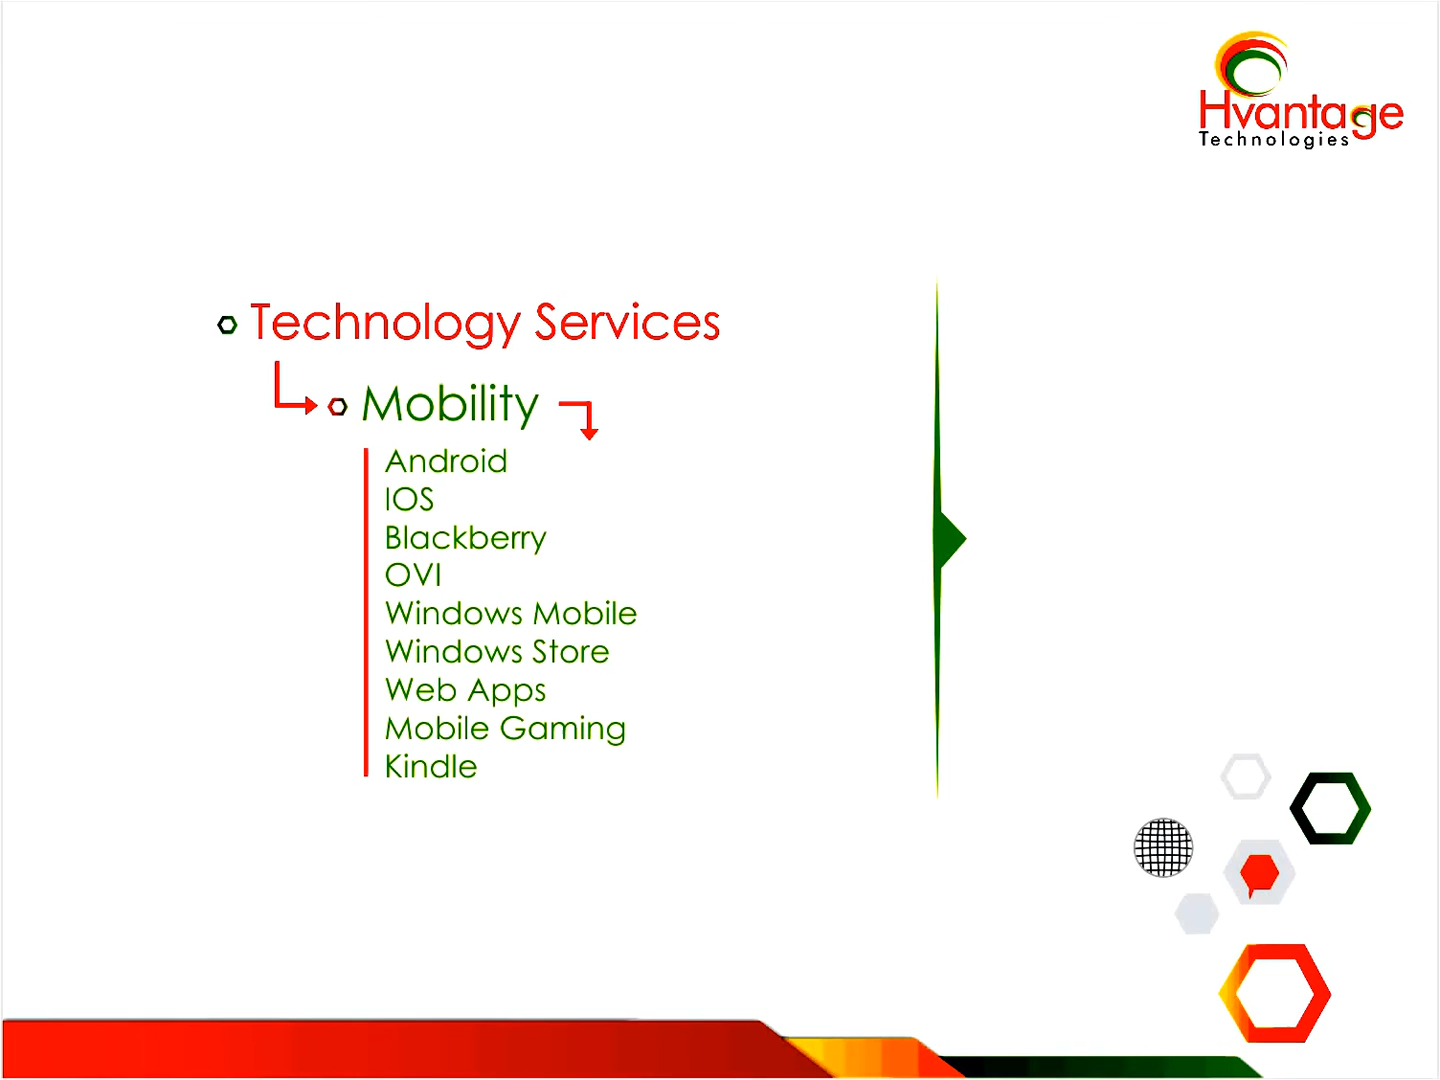 Hvantage
Technologies
Technology Services
Mobility
Android
IOS
Blackberry
OVI
Windows Mobile
Windows Store
Web Apps
Mobile Gaming
Kindle